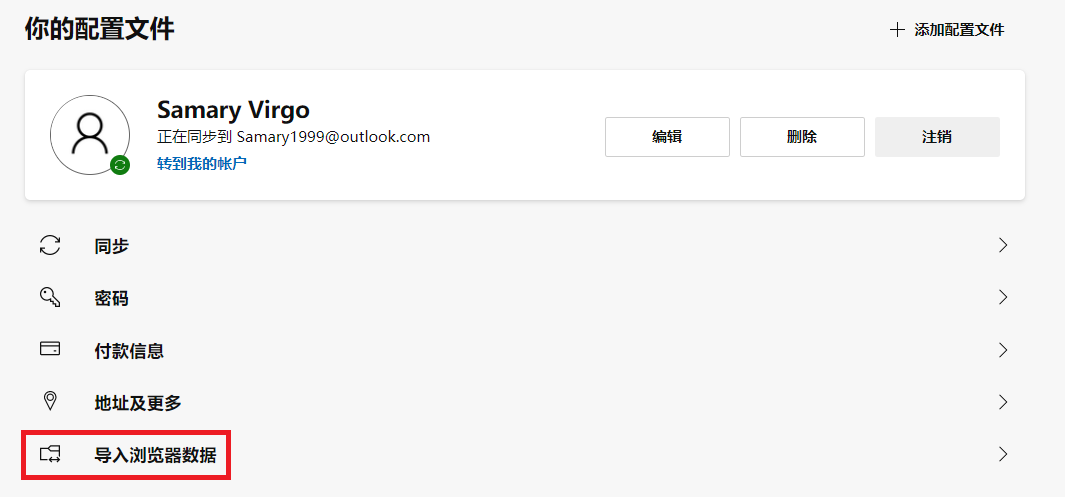 你的配置文件
添加配置文件
Samary Virgo
正在同步到 Samary1999@outlook.com
转到我的帐户
编辑
删除
注销
同步
密码
付款信息
地址及更多
导入浏览器数据